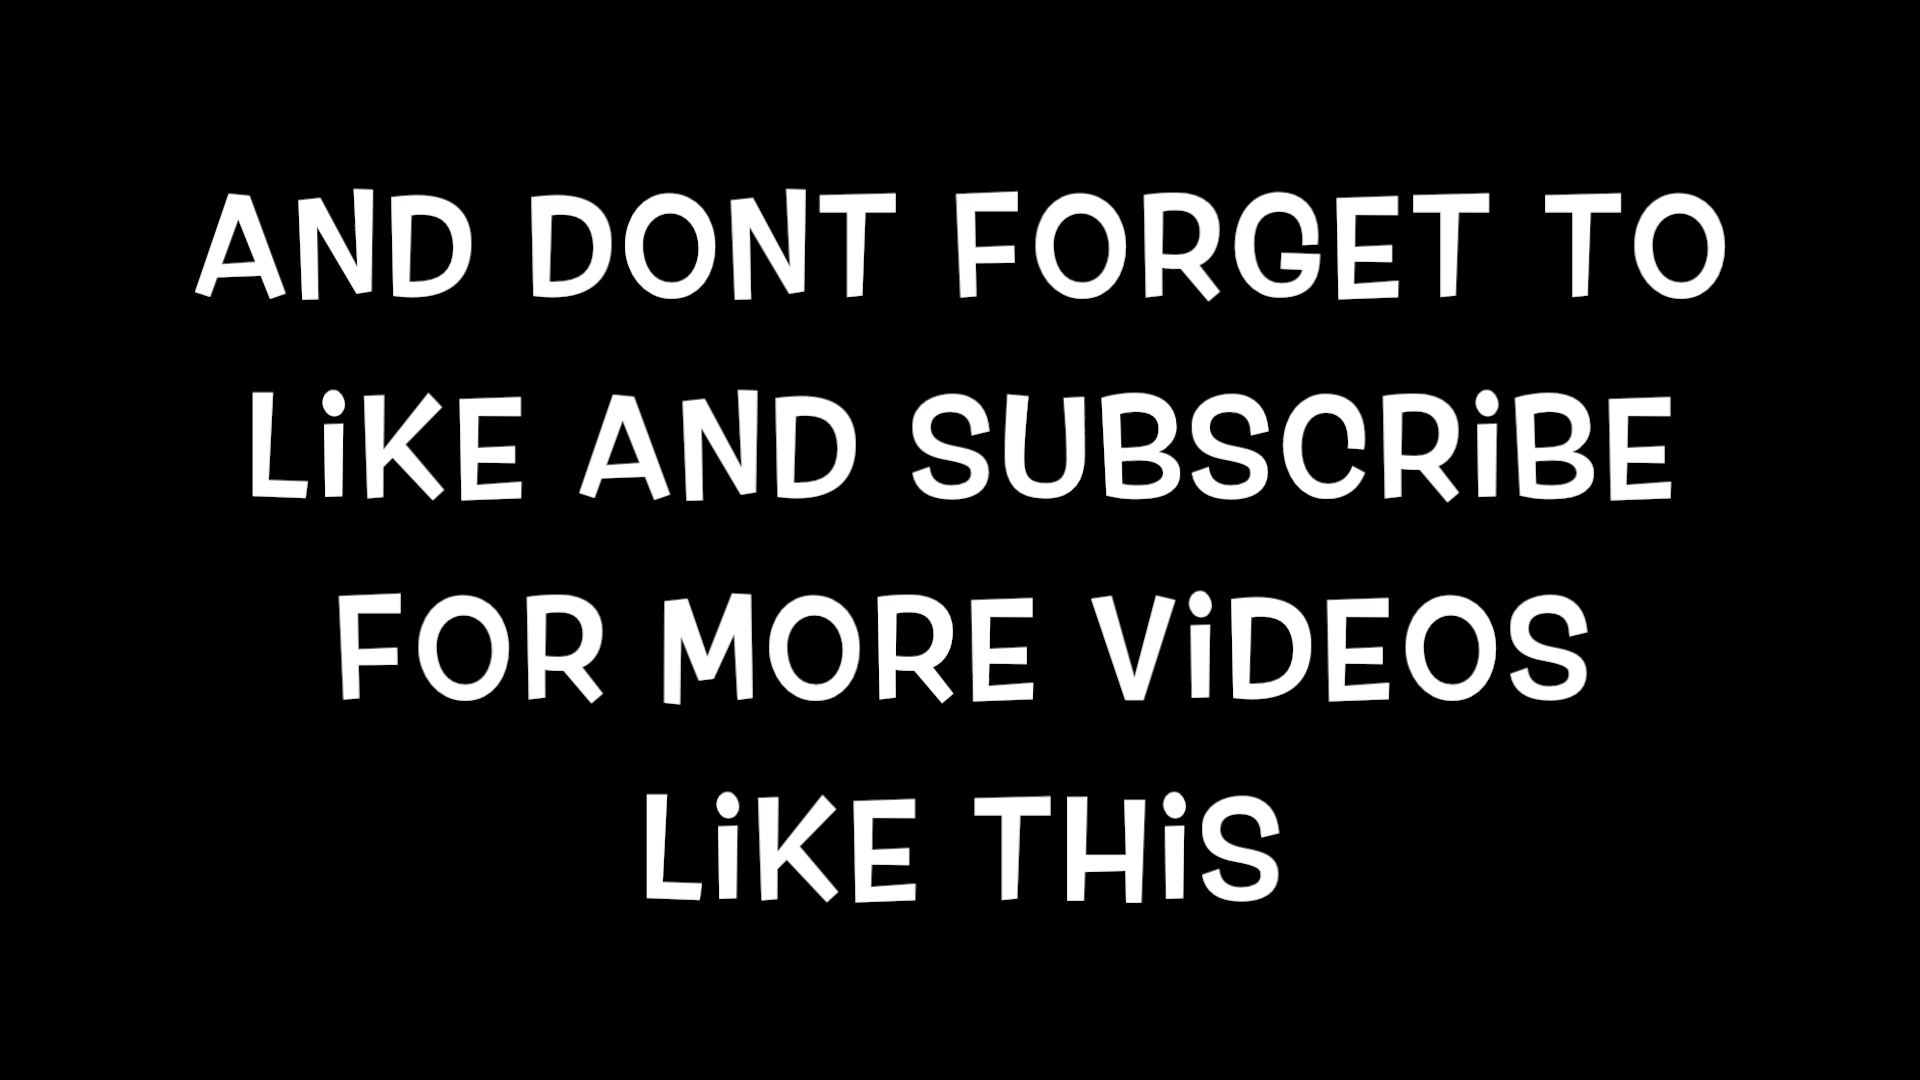 AND DONT FORGET TO
LiKE AND SUBSCRiBE
FOR MORE ViDEOS
LiKE THiS